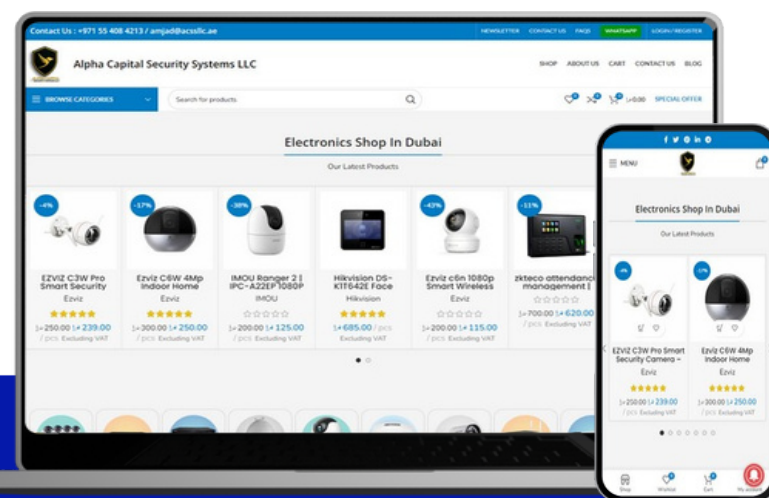 Contact Us : +971 55 408 4213 / amjad@acssllc.ae
NEWSLETTER CONTACT US FAQS WHATSAPP LOGIN / REGISTER
Alpha Capital Security Systems LLC
SHOP ABOUT US CART CONTACT US BLOG
BROWSE CATEGORIES
Search for products
0 0 0 د.إ0.00 SPECIAL OFFER
Electronics Shop In Dubai
Our Latest Products
-4% -17% -38% -43% -11%
EZVIZ C3W Pro Smart Security
Ezviz
د.إ 250.00 د.إ 239.00
/ pcs Excluding VAT
Ezviz C6W 4Mp Indoor Home
Ezviz
د.إ 300.00 د.إ 250.00
/ pcs Excluding VAT
IMOU Ranger 2 | IPC-A22EP 1080P
IMOU
د.إ 200.00 د.إ 125.00
/ pcs Excluding VAT
Hikvision DS-K1T642E Face
Hikvision
د.إ 685.00 / pcs
Excluding VAT
Ezviz c6n 1080p Smart Wireless
Ezviz
د.إ 200.00 د.إ 115.00
/ pcs Excluding VAT
zkteco attendanc management |
د.إ 700.00 د.إ 620.00
/ pcs Excluding VAT
MENU
Electronics Shop In Dubai
Our Latest Products
-4% -17%
EZVIZ C3W Pro Smart Security Camera –
Ezviz
د.إ 250.00 د.إ 239.00
/ pcs Excluding VAT
Ezviz C6W 4Mp Indoor Home
Ezviz
د.إ 300.00 د.إ 250.00
/ pcs Excluding VAT
Shop Wishlist Cart My account